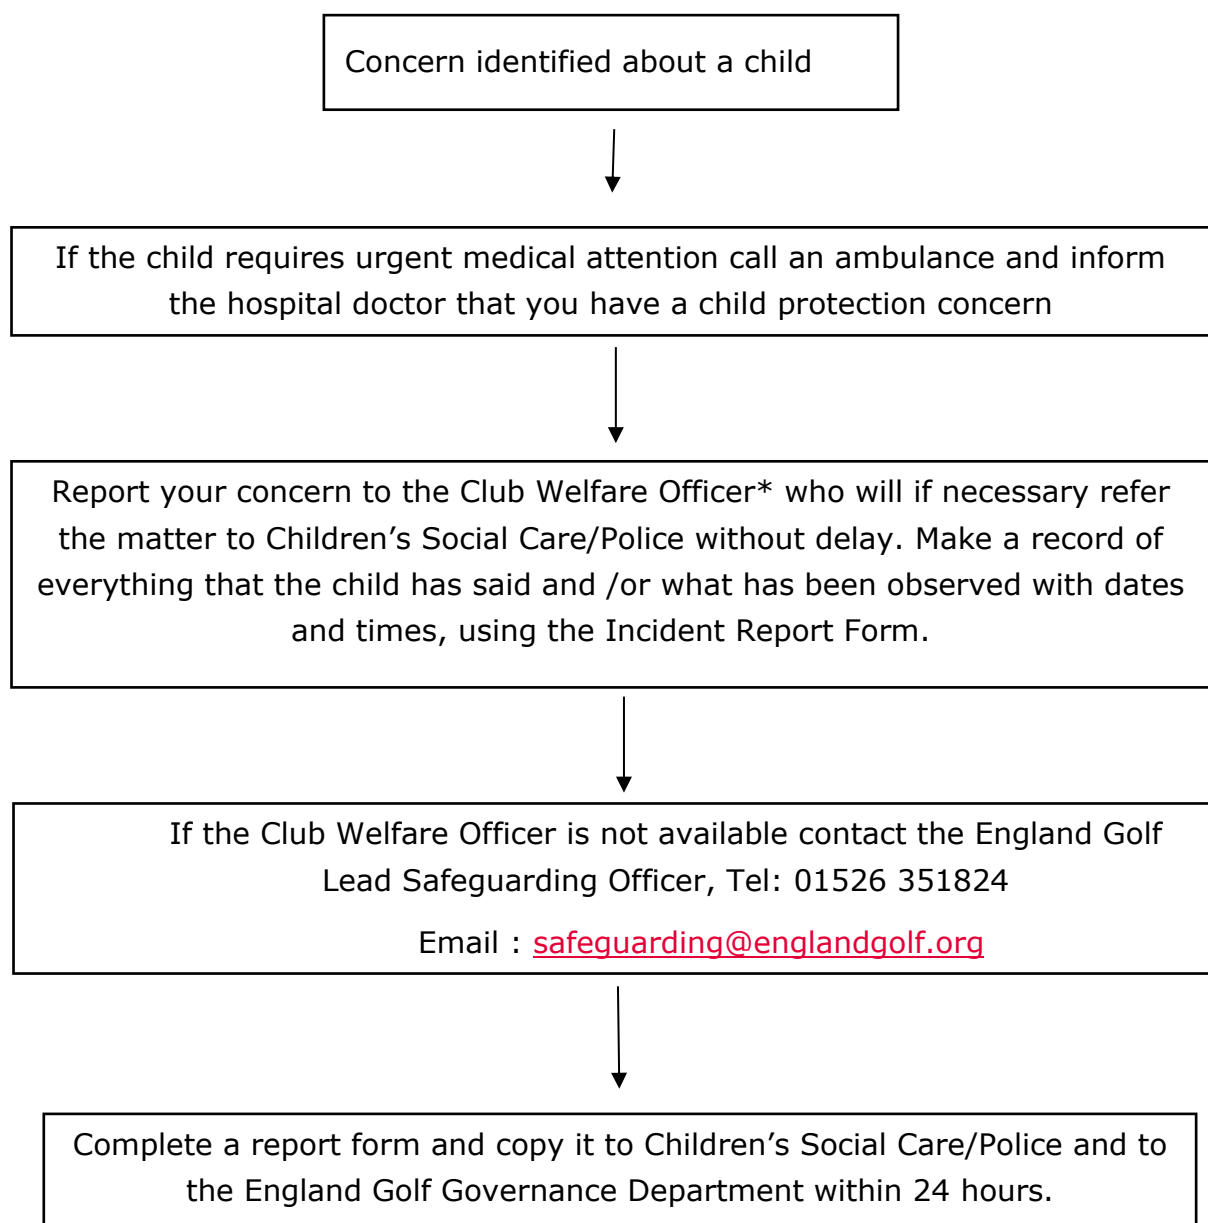 Concern identified about a child
If the child requires urgent medical attention call an ambulance and inform
the hospital doctor that you have a child protection concern
Report your concern to the Club Welfare Officer* who will if necessary refer
the matter to Children’s Social Care/Police without delay. Make a record of
everything that the child has said and /or what has been observed with dates
and times, using the Incident Report Form.
If the Club Welfare Officer is not available contact the England Golf
Lead Safeguarding Officer, Tel: 01526 351824
Email : safeguarding@englandgolf.org
Complete a report form and copy it to Children’s Social Care/Police and to
the England Golf Governance Department within 24 hours.